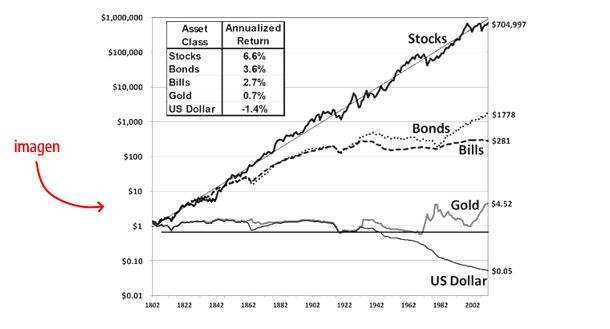 $1,000,000
$100,000
$10,000
$1,000
$100
$10
$1
$0.10
$0.01
Asset Class Annualized Return
Stocks 6.6%
Bonds 3.6%
Bills 2.7%
Gold 0.7%
US Dollar -1.4%
Stocks
$704,997
Bonds
$1778
Bills
$281
imagen
Gold
$4.52
US Dollar
$0.05
1802 1822 1842 1862 1882 1902 1922 1942 1962 1982 2002